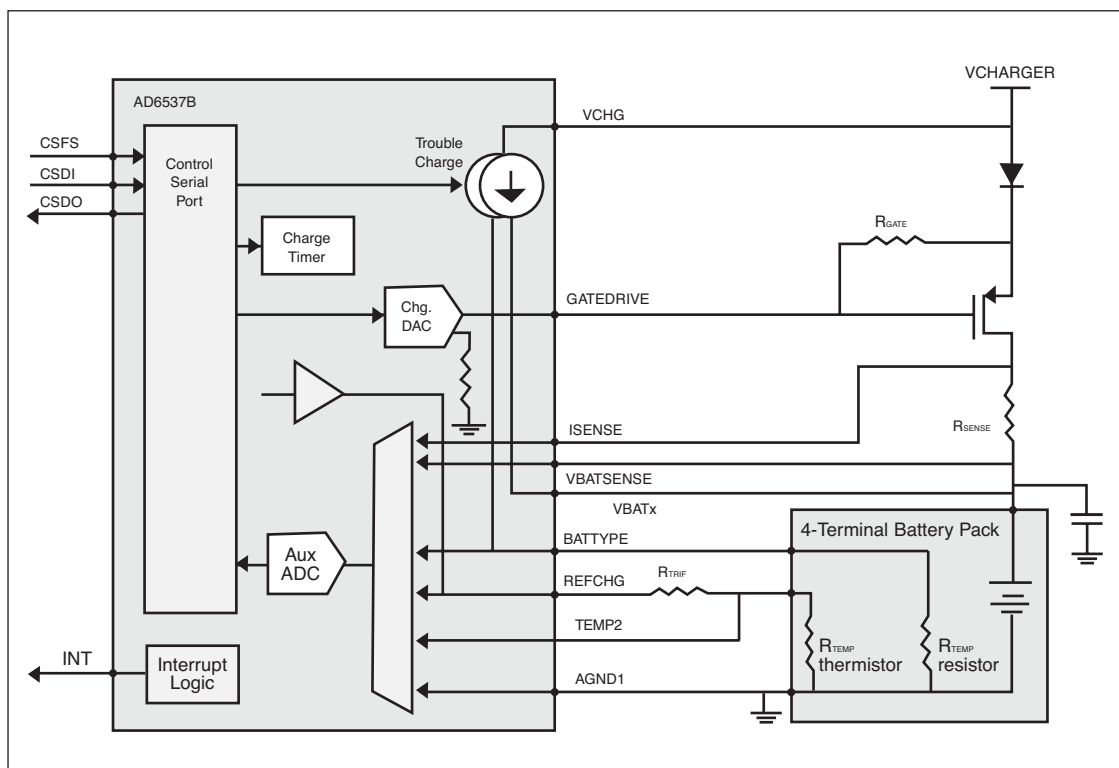 VCHARGER
AD6537B
VCHG
CSFS
CSDI
CSDO
Control
Serial
Port
Trouble
Charge
Charge
Timer
RGATE
GATEDRIVE
Chg.
DAC
ISENSE
RSENSE
VBATSENSE
VBATx
4-Terminal Battery Pack
BATTYPE
Aux
ADC
REFCHG
RTRIF
TEMP2
RTEMP
thermistor
RTEMP
resistor
INT
Interrupt
Logic
AGND1